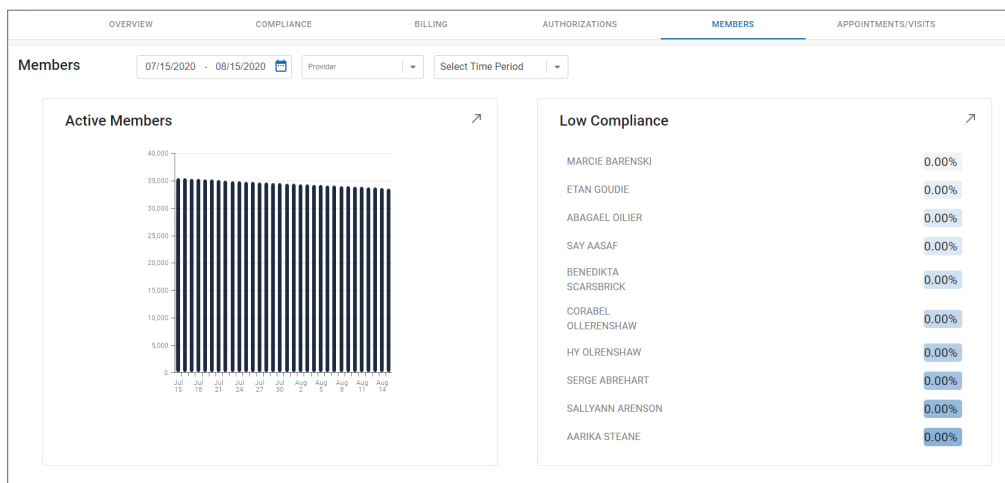 OVERVIEW COMPLIANCE BILLING AUTHORIZATIONS MEMBERS APPOINTMENTS/VISITS
Members 07/15/2020 - 08/15/2020 Provider Select Time Period
Active Members
40,000
35,000
30,000
25,000
20,000
15,000
10,000
5,000
0
Jul Jul Jul Jul Jul Jul Aug Aug Aug Aug Aug
15 18 21 24 27 30 2 5 8 11 14
Low Compliance
MARCIE BARENSKI 0.00%
ETAN GOUDIE 0.00%
ABAGAEL OILIER 0.00%
SAY AASAF 0.00%
BENEDIKTA
SCARSBRICK 0.00%
CORABEL
OLLERENSHAW 0.00%
HY OLRENSHAW 0.00%
SERGE ABREHART 0.00%
SALLYANN ARENSON 0.00%
AARIKA STEANE 0.00%